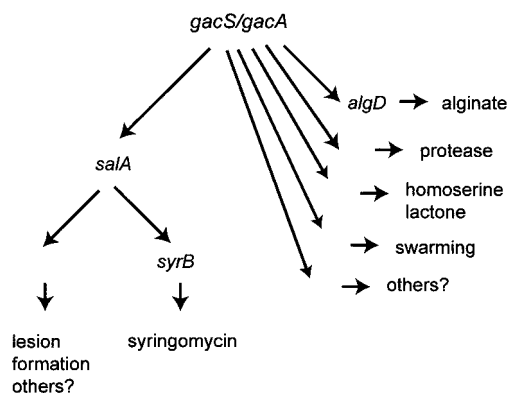 gacS/gacA
algD
alginate
protease
homoserine
lactone
swarming
others?
salA
syrB
lesion
formation
others?
syringomycin